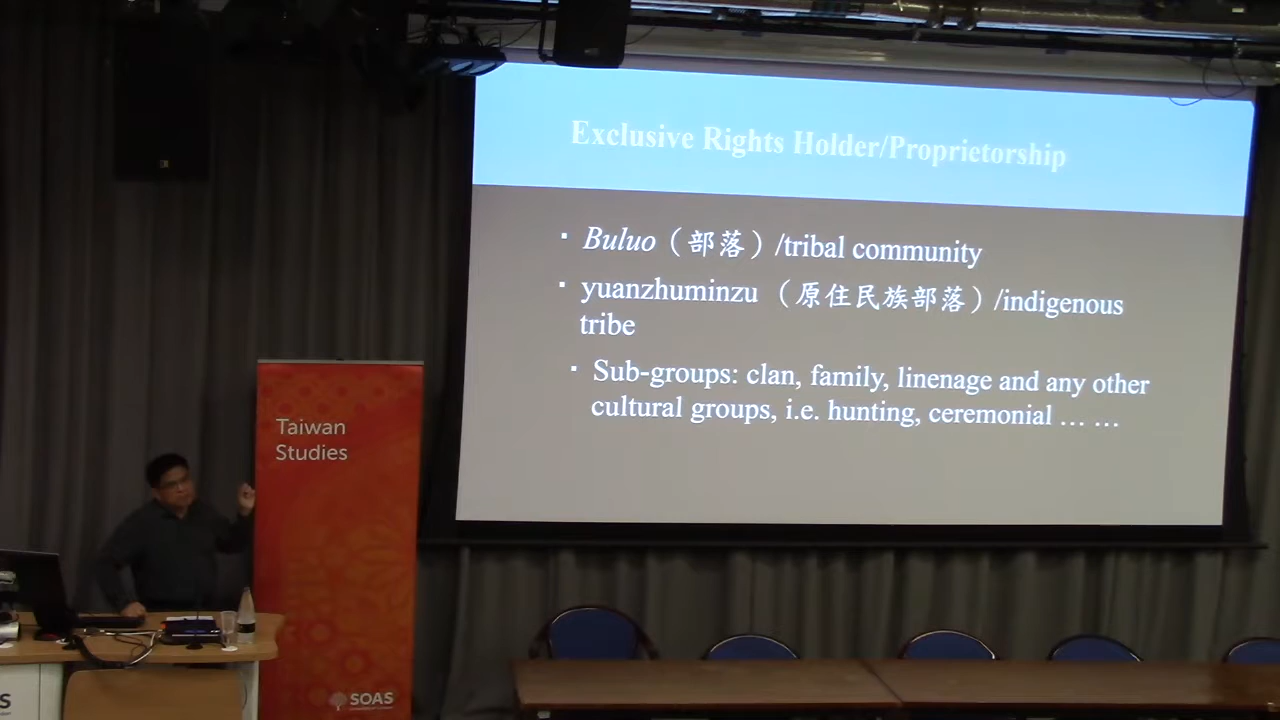 Exclusive Rights Holder/Proprietorship
▪ Buluo（部落）/tribal community
▪ yuanzhuminzu （原住民族部落）/indigenous
tribe
▪ Sub-groups: clan, family, linenage and any other
cultural groups, i.e. hunting, ceremonial … …
Taiwan
Studies
SOAS
S